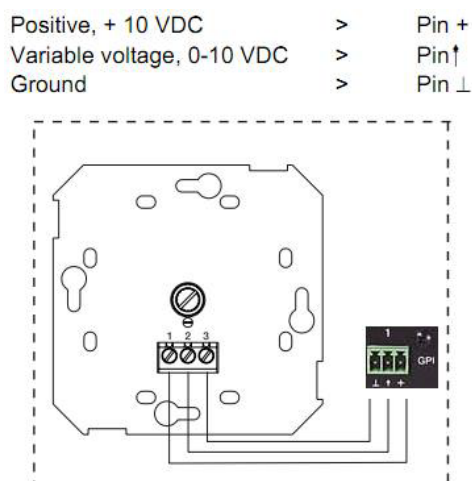 Positive, + 10 VDC > Pin +
Variable voltage, 0-10 VDC > Pin↑
Ground > Pin ⊥
1 2 3
1
GPI
⊥ ↑ +